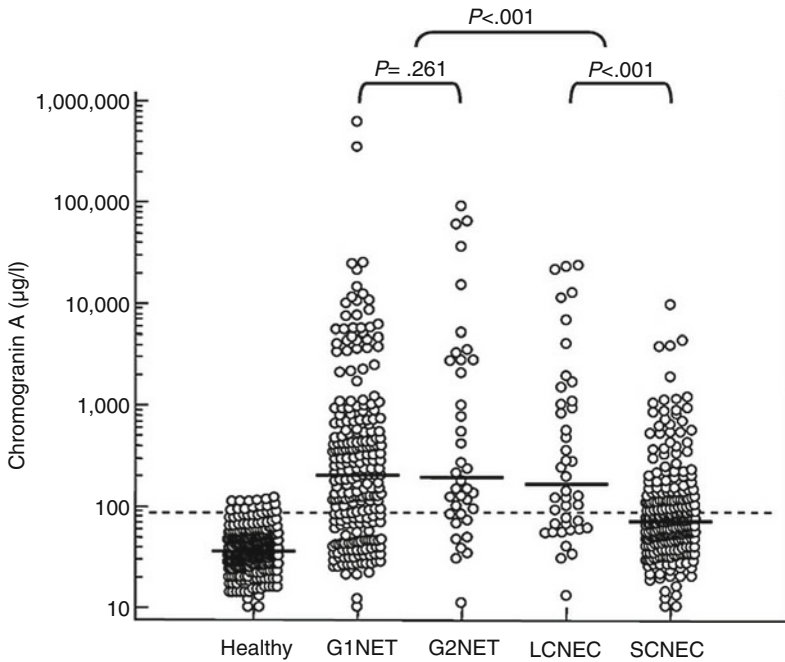 P<.001
P= .261
P<.001
Chromogranin A (µg/l)
1,000,000
100,000
10,000
1,000
100
10
Healthy G1NET G2NET LCNEC SCNEC